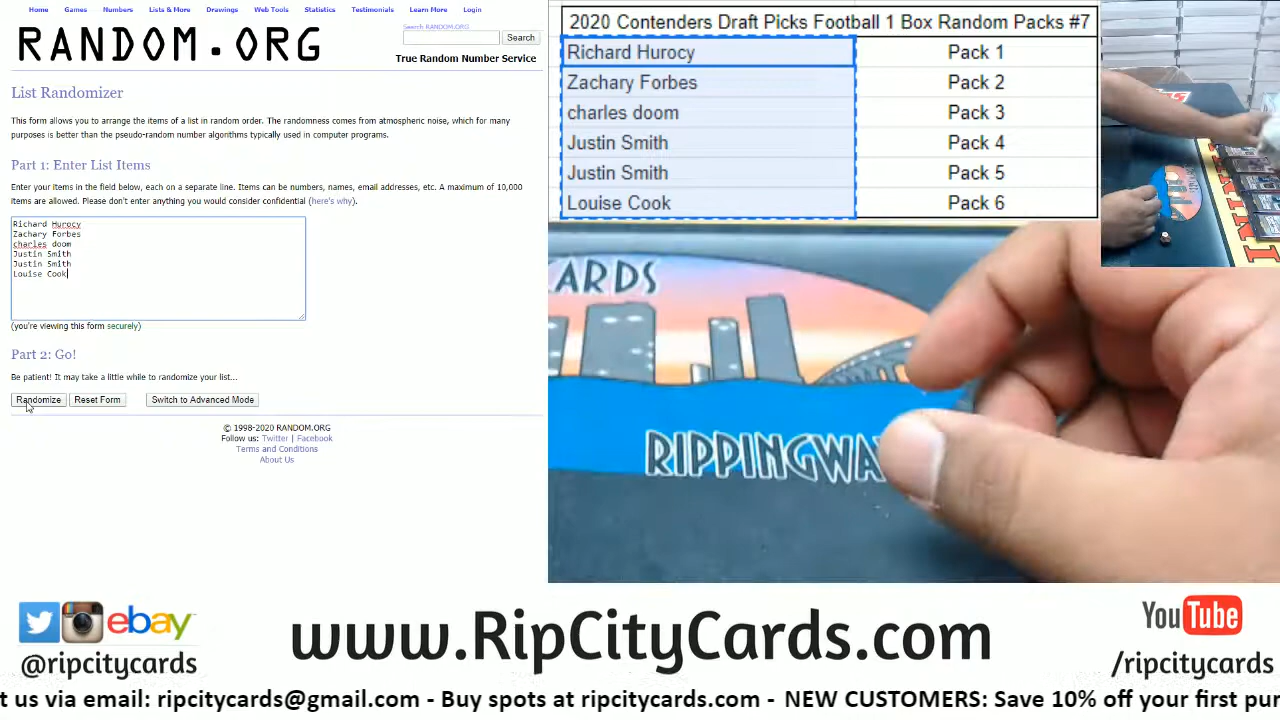 Home Games Numbers Lists & More Drawings Web Tools Statistics Testimonials Learn More Login
RANDOM.ORG
Search RANDOM.ORG
Search
True Random Number Service
List Randomizer
This form allows you to arrange the items of a list in random order. The randomness comes from atmospheric noise, which for many
purposes is better than the pseudo-random number algorithms typically used in computer programs.
Part 1: Enter List Items
Enter your items in the field below, each on a separate line. Items can be numbers, names, email addresses, etc. A maximum of 10,000
items are allowed. Please don't enter anything you would consider confidential (here's why).
Richard Hurocy
Zachary Forbes
charles doom
Justin Smith
Justin Smith
Louise Cook
(you're viewing this form securely)
Part 2: Go!
Be patient! It may take a little while to randomize your list...
Randomize Reset Form Switch to Advanced Mode
© 1998-2020 RANDOM.ORG
Follow us: Twitter | Facebook
Terms and Conditions
About Us
2020 Contenders Draft Picks Football 1 Box Random Packs #7
Richard Hurocy Pack 1
Zachary Forbes Pack 2
charles doom Pack 3
Justin Smith Pack 4
Justin Smith Pack 5
Louise Cook Pack 6
CARDS
RIPPINGWA
ebay
@ripcitycards
www.RipCityCards.com
YouTube
/ripcitycards
t us via email: ripcitycards@gmail.com - Buy spots at ripcitycards.com - NEW CUSTOMERS: Save 10% off your first pur